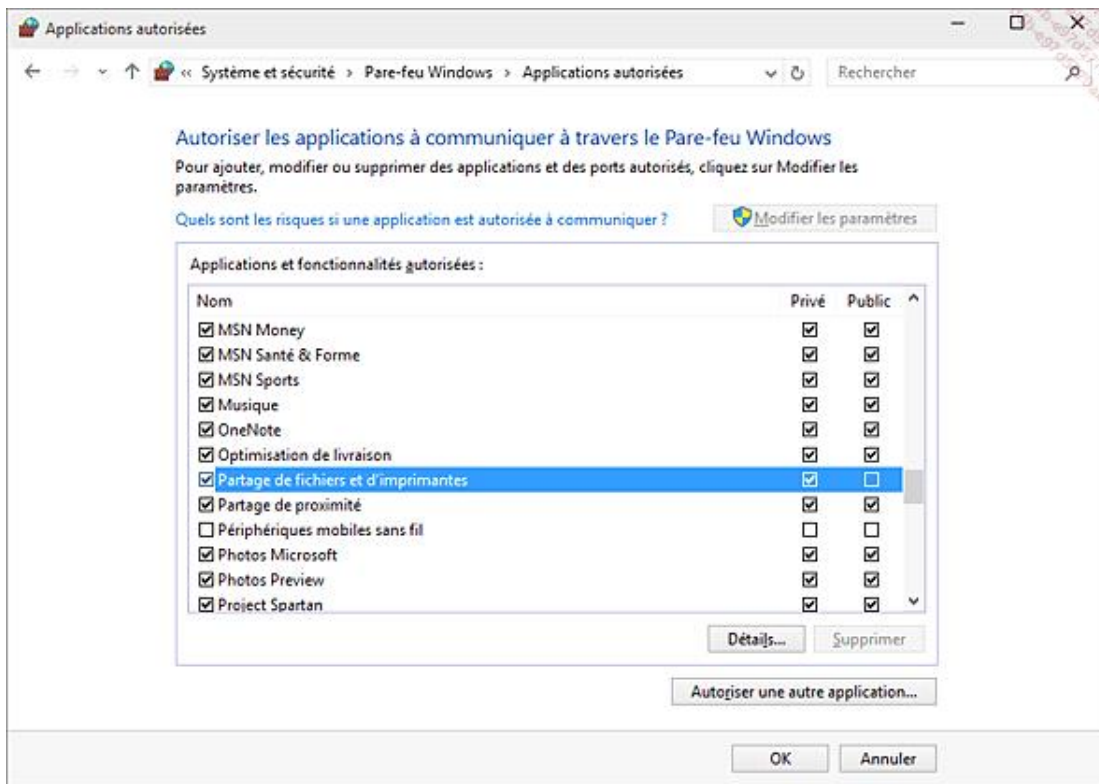 Applications autorisées
« Système et sécurité › Pare-feu Windows › Applications autorisées
Rechercher
Autoriser les applications à communiquer à travers le Pare-feu Windows
Pour ajouter, modifier ou supprimer des applications et des ports autorisés, cliquez sur Modifier les
paramètres.
Quels sont les risques si une application est autorisée à communiquer ?
Modifier les paramètres
Applications et fonctionnalités autorisées :
Nom Privé Public
MSN Money
MSN Santé & Forme
MSN Sports
Musique
OneNote
Optimisation de livraison
Partage de fichiers et d'imprimantes
Partage de proximité
Périphériques mobiles sans fil
Photos Microsoft
Photos Preview
Project Spartan
Détails... Supprimer
Autoriser une autre application...
OK Annuler